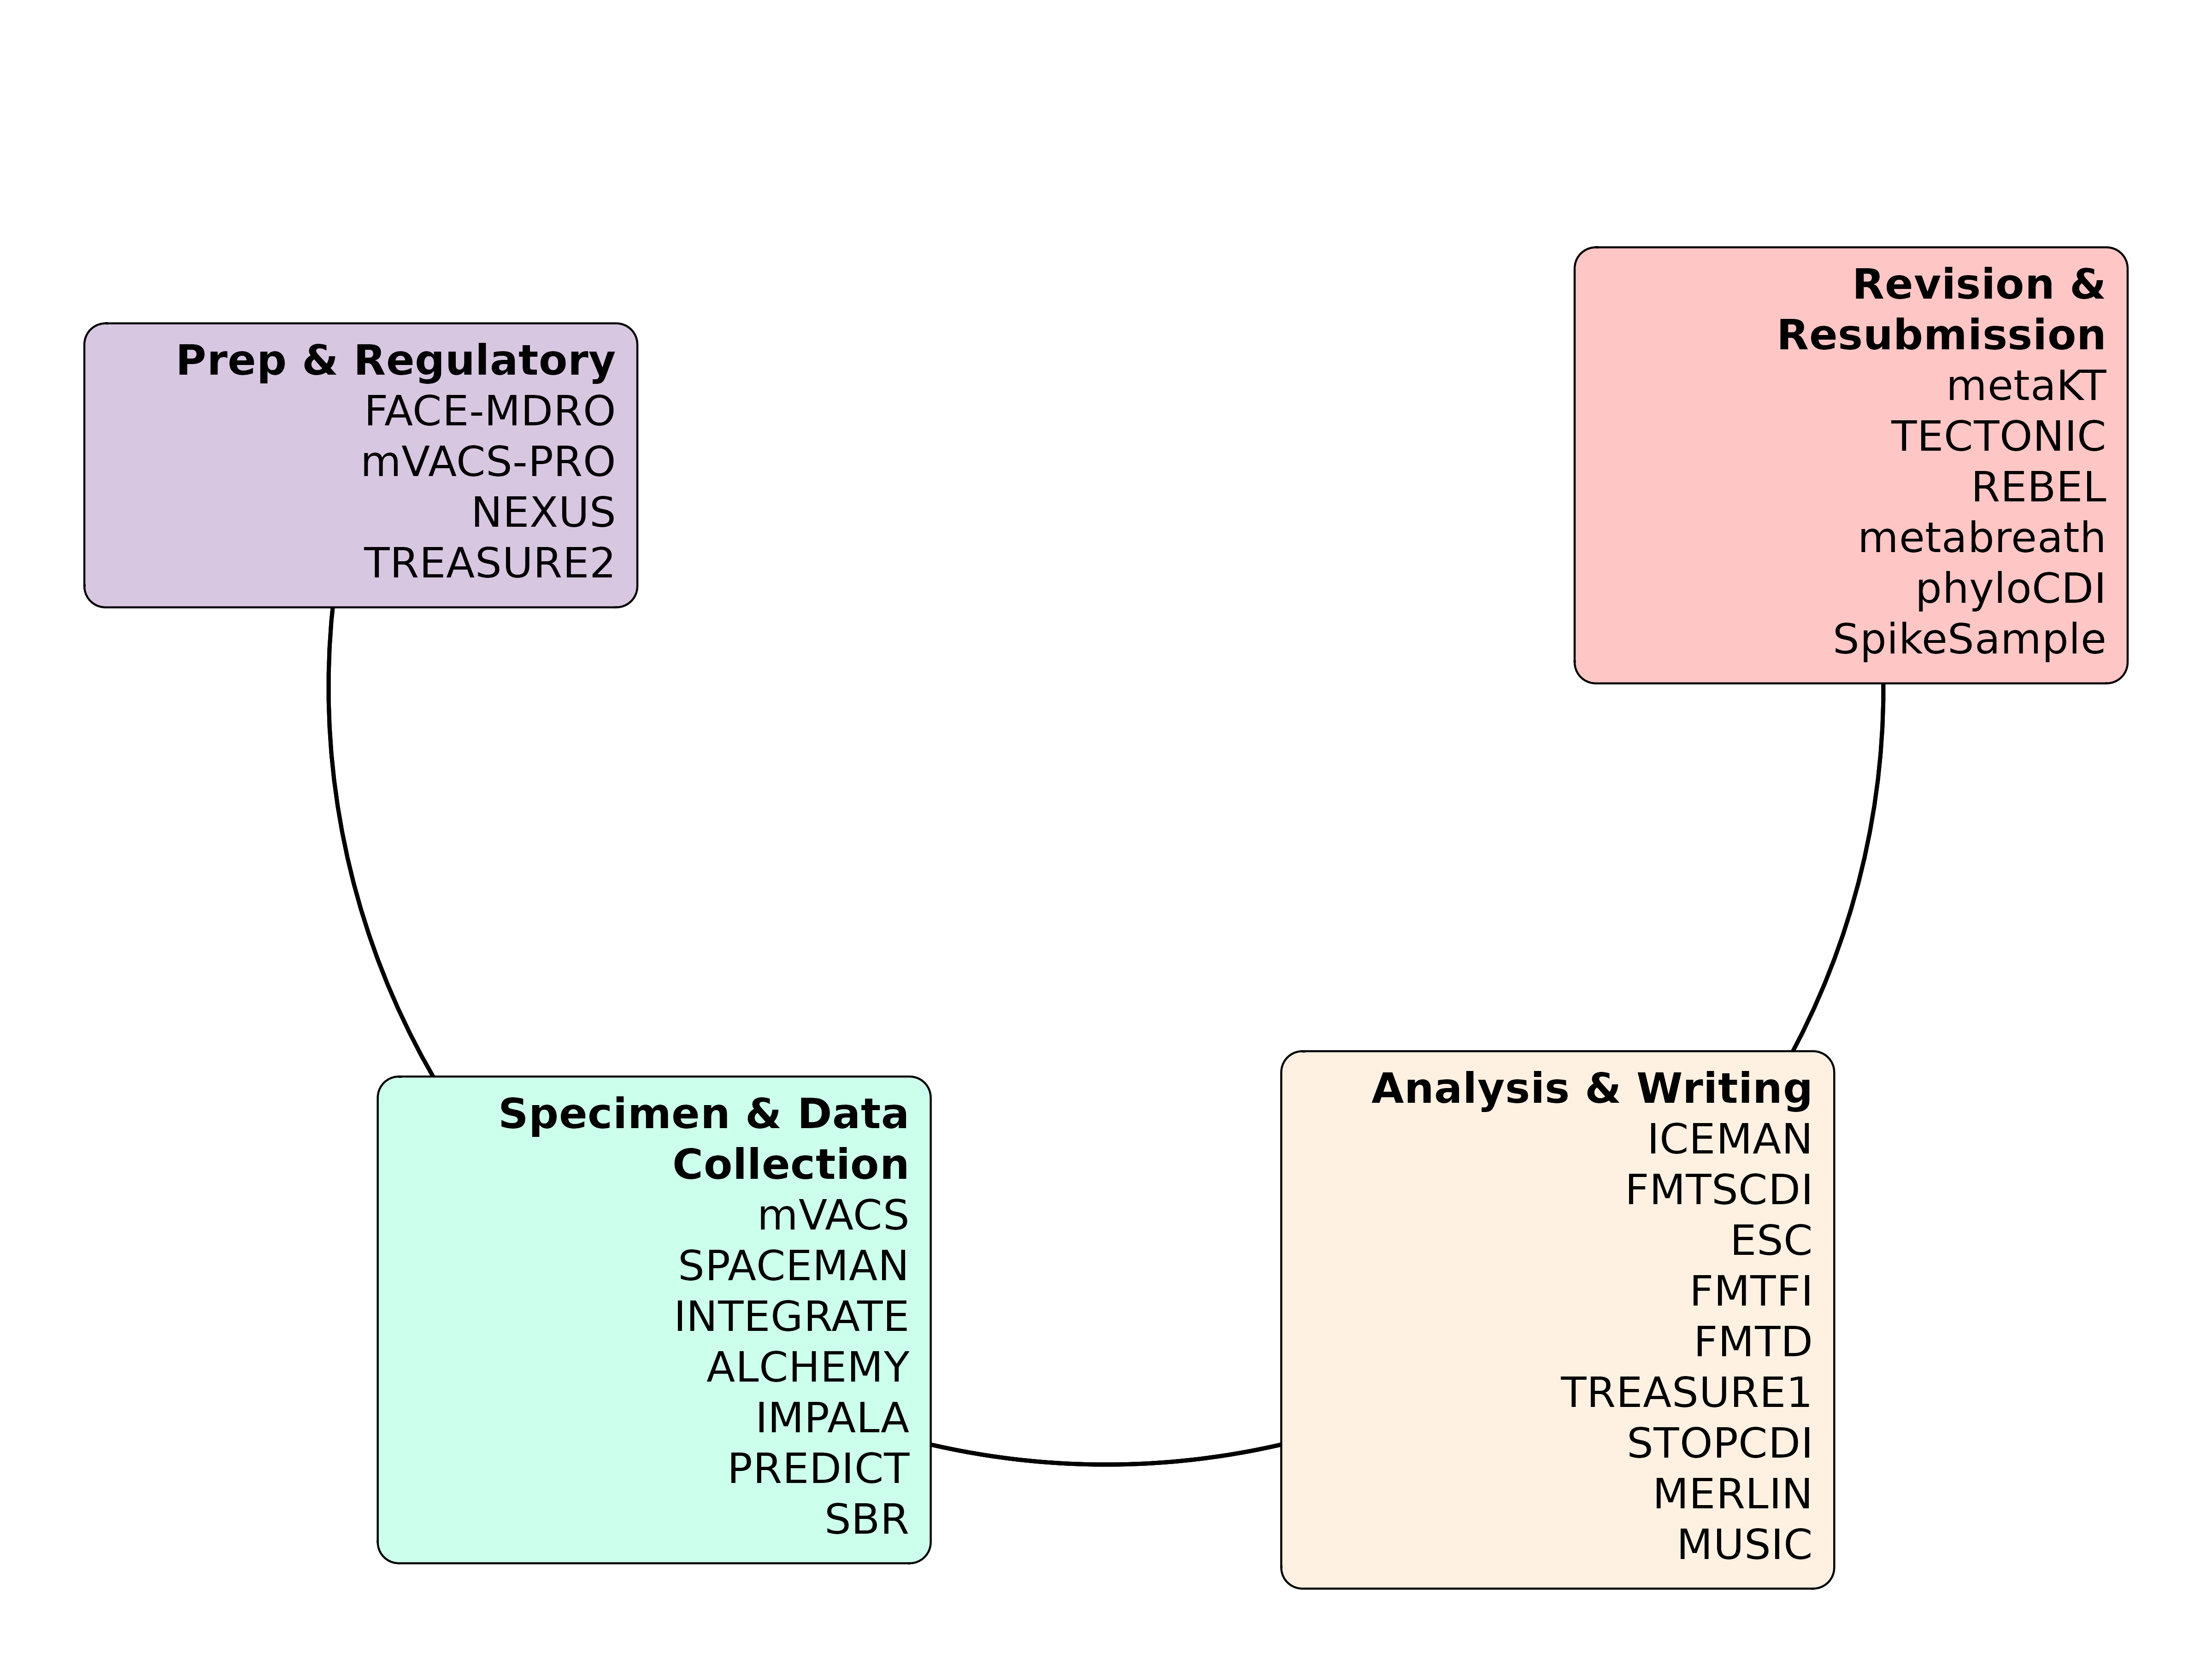 Prep & Regulatory
FACE-MDRO
mVACS-PRO
NEXUS
TREASURE2
Specimen & Data
Collection
mVACS
SPACEMAN
INTEGRATE
ALCHEMY
IMPALA
PREDICT
SBR
Analysis & Writing
ICEMAN
FMTSCDI
ESC
FMTFI
FMTD
TREASURE1
STOPCDI
MERLIN
MUSIC
Revision &
Resubmission
metaKT
TECTONIC
REBEL
metabreath
phyloCDI
SpikeSample